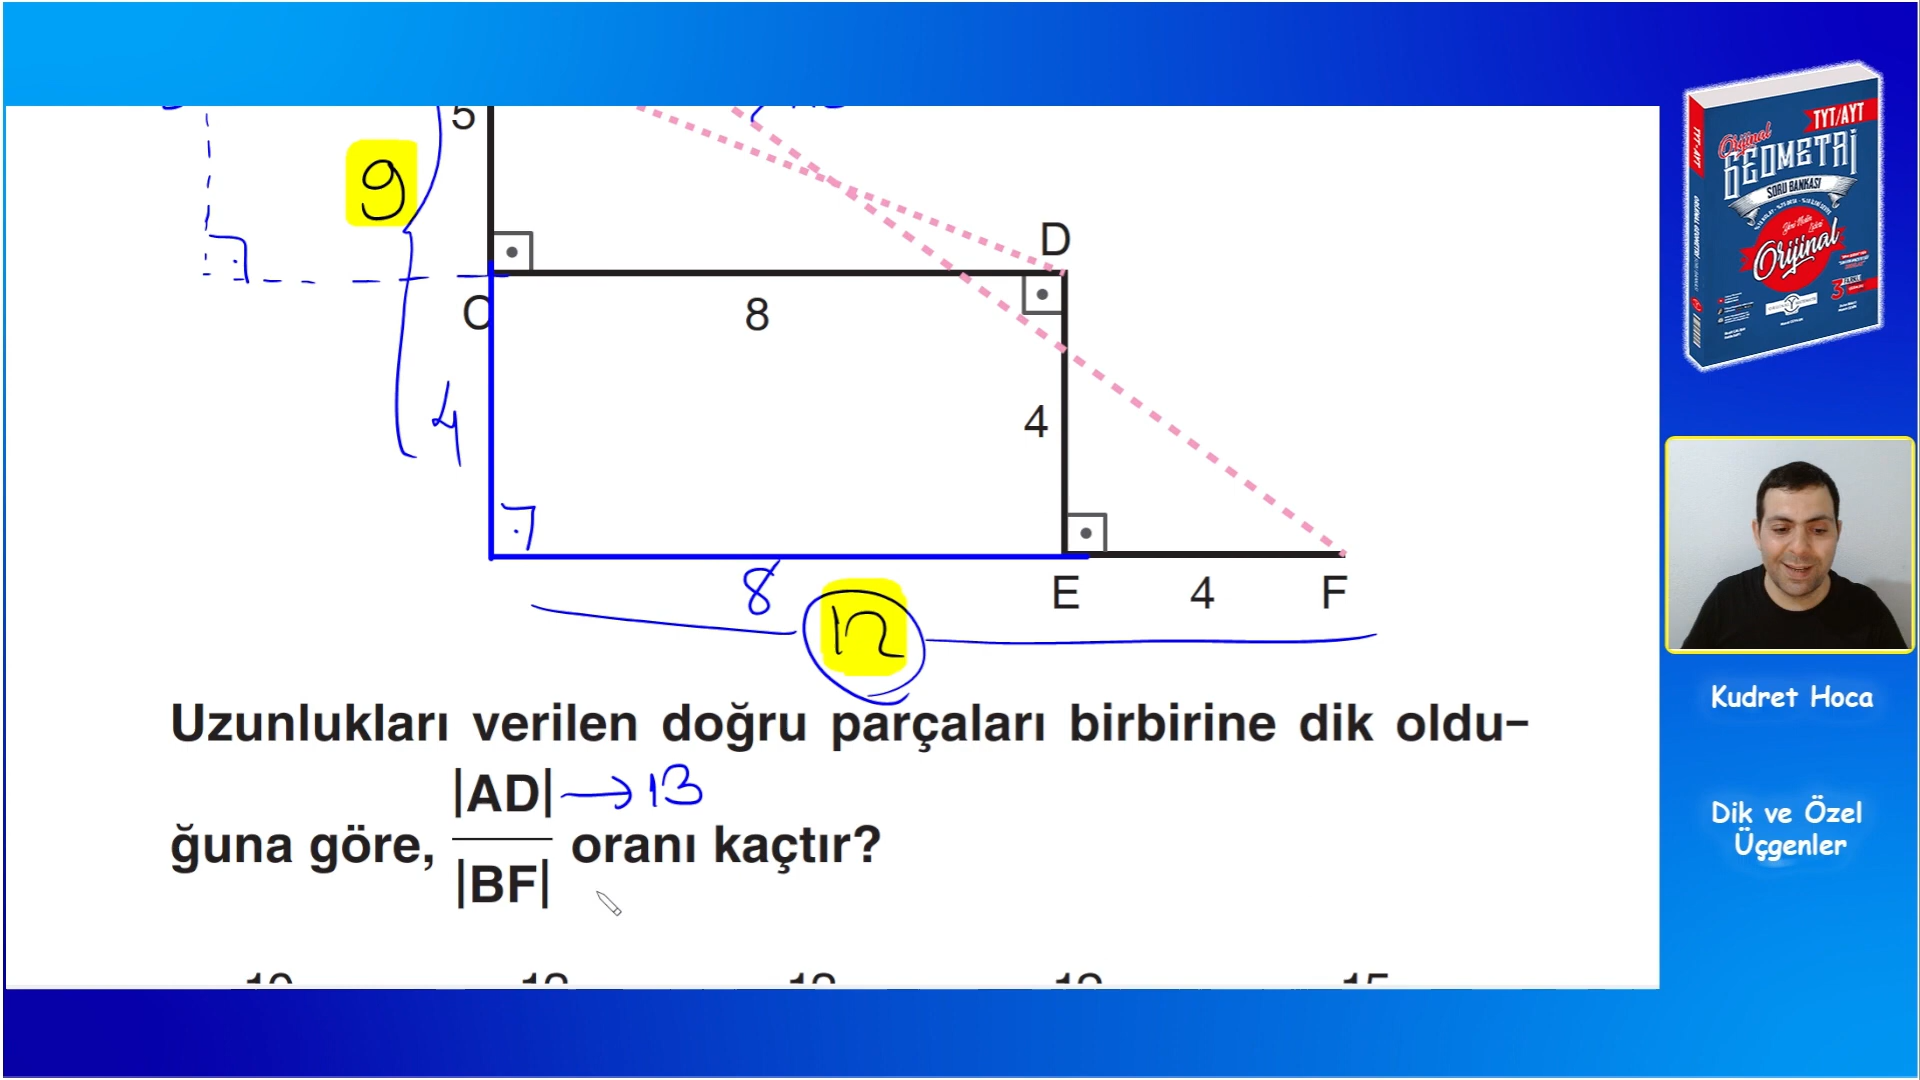 5
9
D
C
8
4
4
8
E
4
F
12
Uzunlukları verilen doğru parçaları birbirine dik oldu-
|AD| → 13
ğuna göre, oranı kaçtır?
|BF|
TYT/AYT
Orijinal
GEOMETRİ
SORU BANKASI
Orijinal
Kudret Hoca
Dik ve Özel
Üçgenler